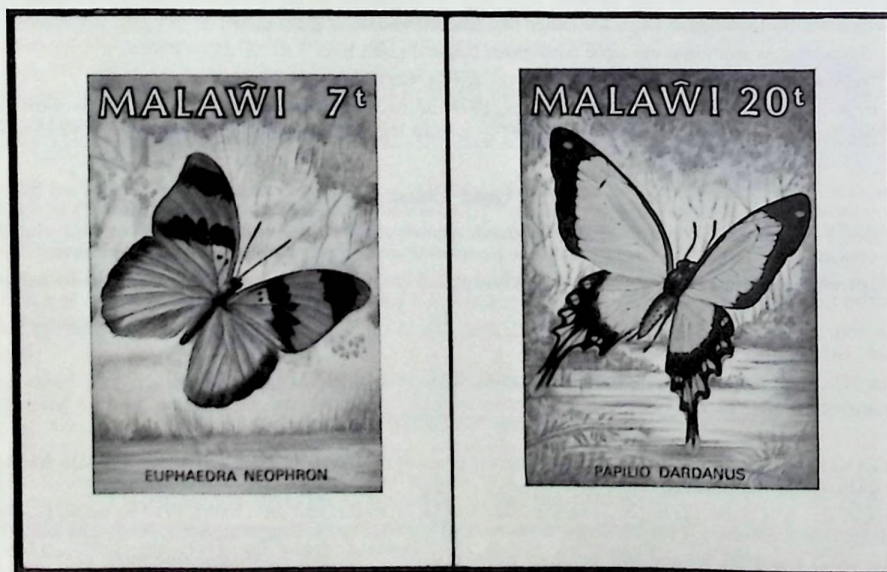 MALAŴI 7t
EUPHAEDRA NEOPHRON
MALAŴI 20t
PAPILIO DARDANUS